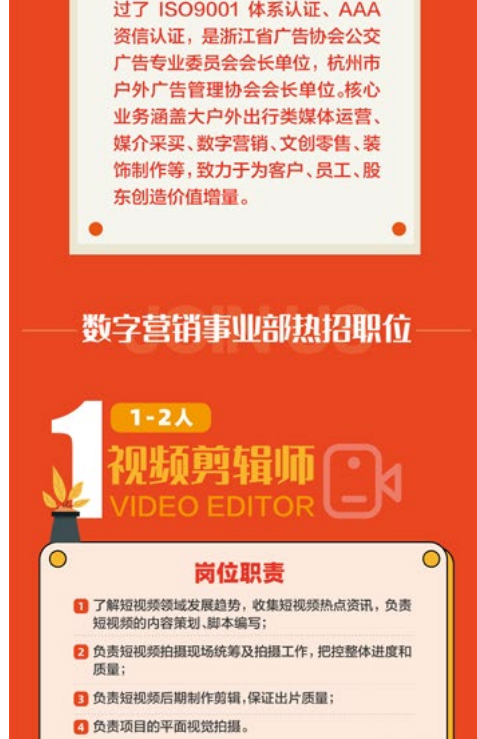 过了 ISO9001 体系认证、AAA
资信认证，是浙江省广告协会公交
广告专业委员会会长单位，杭州市
户外广告管理协会会长单位。核心
业务涵盖大户外出行类媒体运营、
媒介采买、数字营销、文创零售、装
饰制作等，致力于为客户、员工、股
东创造价值增量。
JOIN US
数字营销事业部热招职位
1
1-2人
视频剪辑师
VIDEO EDITOR
岗位职责
1 了解短视频领域发展趋势，收集短视频热点资讯，负责
短视频的内容策划、脚本编写；
2 负责短视频拍摄现场统筹及拍摄工作，把控整体进度和
质量；
3 负责短视频后期制作剪辑，保证出片质量；
4 负责项目的平面视觉拍摄。